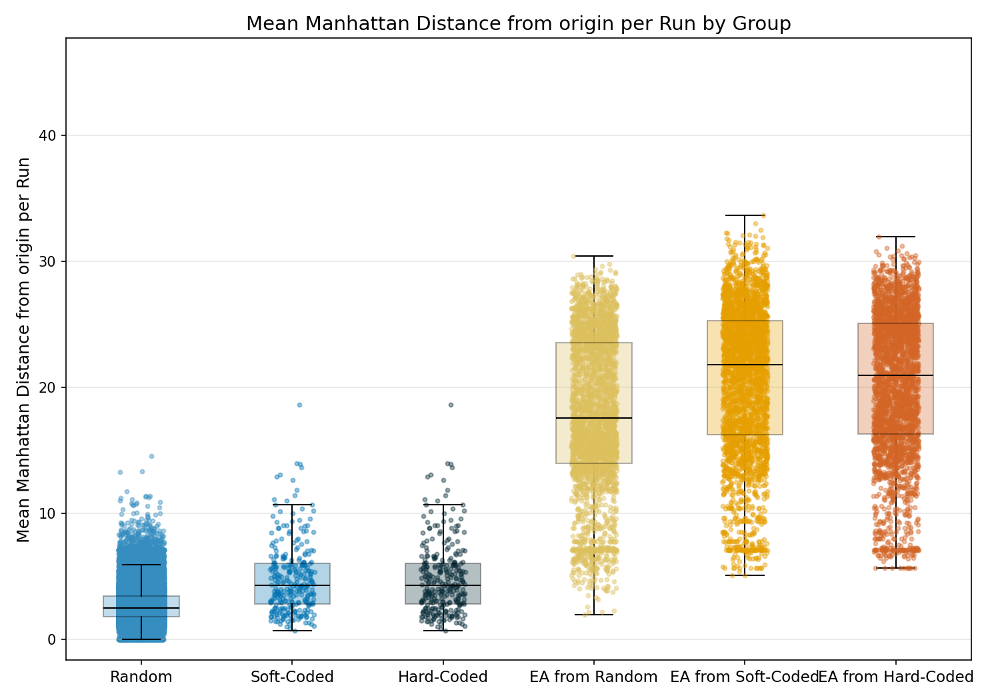 Mean Manhattan Distance from origin per Run by Group
Mean Manhattan Distance from origin per Run
40
30
20
10
0
Random
Soft-Coded
Hard-Coded
EA from Random
EA from Soft-Coded
EA from Hard-Coded